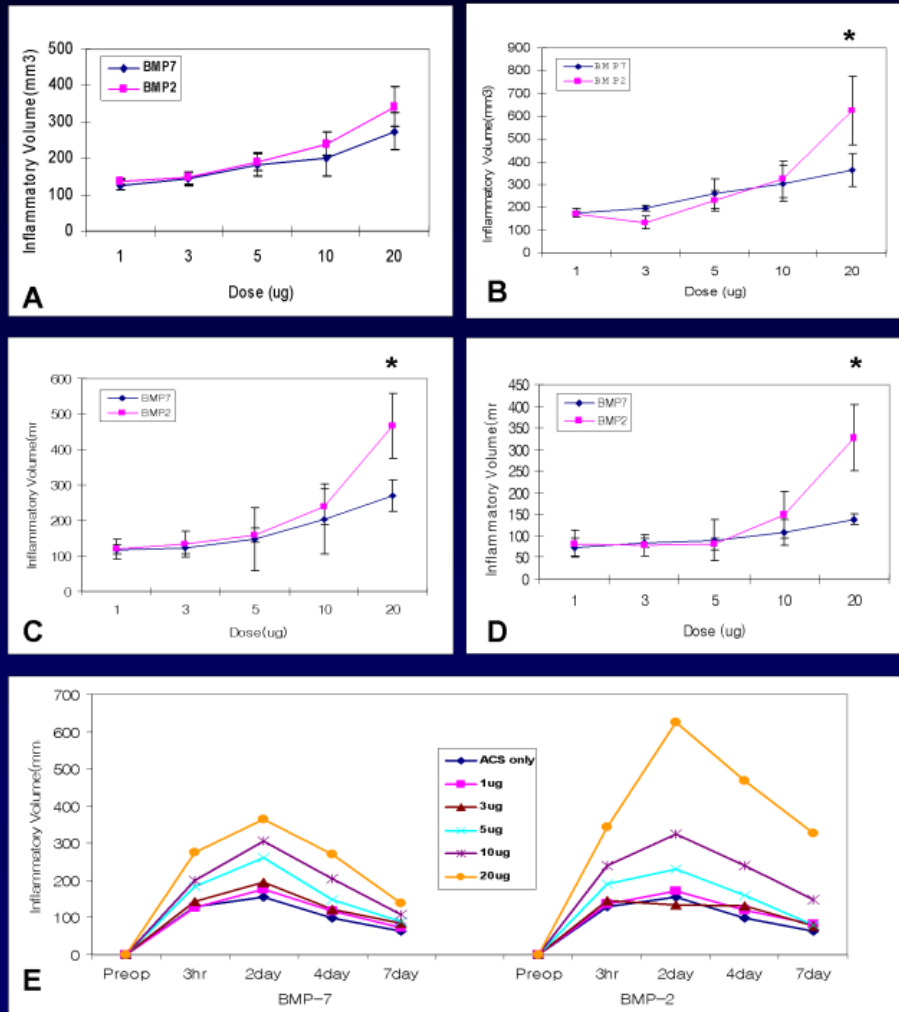 500
400
300
200
100
0
Inflammatory Volume(mm3)
BMP7
BMP2
1 3 5 10 20
Dose (ug)
A
*
900
800
700
600
500
400
300
200
100
0
Inflammatory Volume(mm3)
BMP7
BMP2
1 3 5 10 20
Dose (ug)
B
*
600
500
400
300
200
100
0
Inflammatory Volume(mr
BMP7
BMP2
1 3 5 10 20
Dose(ug)
C
*
450
400
350
300
250
200
150
100
50
0
Inflammatory Volume(mr
BMP7
BMP2
1 3 5 10 20
Dose (ug)
D
700
600
500
400
300
200
100
0
Inflammatory Volume(mm
ACS only
1ug
3ug
5ug
10ug
20ug
Preop 3hr 2day 4day 7day Preop 3hr 2day 4day 7day
BMP-7 BMP-2
E